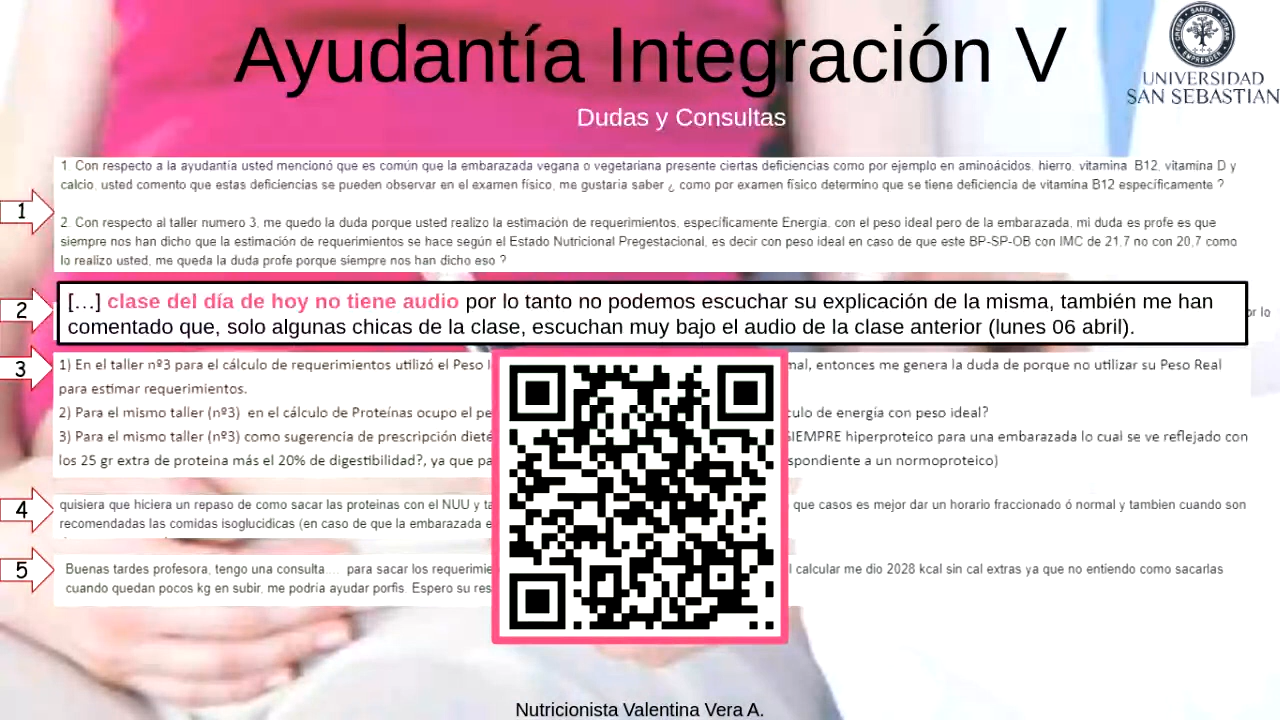 Ayudantía Integración V
UNIVERSIDAD
SAN SEBASTIAN
Dudas y Consultas
1
1 Con respecto a la ayudantía usted mencionó que es común que la embarazada vegana o vegetariana presente ciertas deficiencias como por ejemplo en aminoácidos, hierro, vitamina B12, vitamina D y
calcio, usted comento que estas deficiencias se pueden observar en el examen físico, me gustaria saber ¿ como por examen físico determino que se tiene deficiencia de vitamina B12 específicamente ?
2. Con respecto al taller numero 3, me quedo la duda porque usted realizo la estimación de requerimientos, específicamente Energía, con el peso ideal pero de la embarazada, mi duda es profe es que
siempre nos han dicho que la estimación de requerimientos se hace según el Estado Nutricional Pregestacional, es decir con peso ideal en caso de que este BP-SP-OB con IMC de 21,7 no con 20,7 como
lo realizo usted, me queda la duda profe porque siempre nos han dicho eso ?
2
[…] clase del día de hoy no tiene audio por lo tanto no podemos escuchar su explicación de la misma, también me han
comentado que, solo algunas chicas de la clase, escuchan muy bajo el audio de la clase anterior (lunes 06 abril).
or lo
3
1) En el taller nº3 para el cálculo de requerimientos utilizó el Peso mal, entonces me genera la duda de porque no utilizar su Peso Real
para estimar requerimientos.
2) Para el mismo taller (nº3) en el cálculo de Proteínas ocupo el pe culo de energía con peso ideal?
3) Para el mismo taller (nº3) como sugerencia de prescripción dieté SIEMPRE hiperproteico para una embarazada lo cual se ve reflejado con
los 25 gr extra de proteina más el 20% de digestibilidad?, ya que pa spondiente a un normoproteico)
4
quisiera que hiciera un repaso de como sacar las proteinas con el NUU y ta que casos es mejor dar un horario fraccionado ó normal y tambien cuando son
recomendadas las comidas isoglucidicas (en caso de que la embarazada e
5
Buenas tardes profesora, tengo una consulta.... para sacar los requerimie l calcular me dio 2028 kcal sin cal extras ya que no entiendo como sacarlas
cuando quedan pocos kg en subir, me podria ayudar porfis. Espero su res
Nutricionista Valentina Vera A.